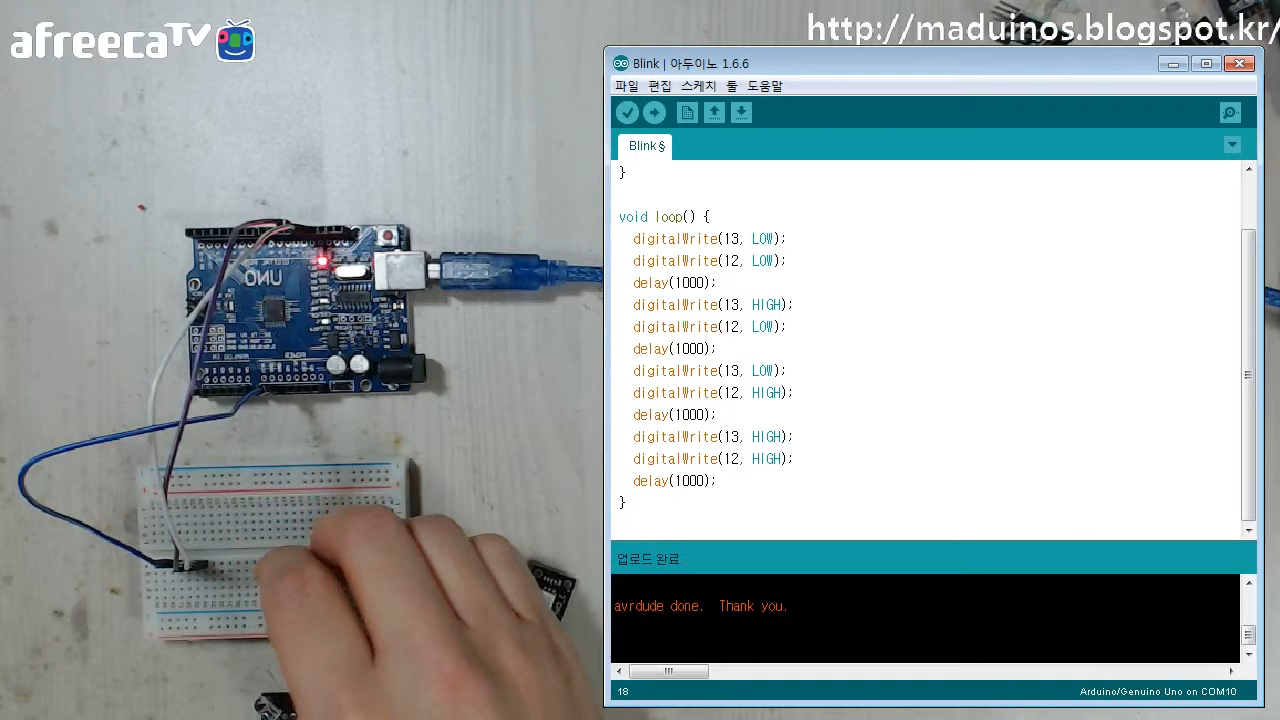 afreecaTV
http://maduinos.blogspot.kr/
Blink | 아두이노 1.6.6
파일 편집 스케치 툴 도움말
Blink§
}
void loop() {
digitalWrite(13, LOW);
digitalWrite(12, LOW);
delay(1000);
digitalWrite(13, HIGH);
digitalWrite(12, LOW);
delay(1000);
digitalWrite(13, LOW);
digitalWrite(12, HIGH);
delay(1000);
digitalWrite(13, HIGH);
digitalWrite(12, HIGH);
delay(1000);
}
업로드 완료.
avrdude done.  Thank you.
18
Arduino/Genuino Uno on COM10
UNO